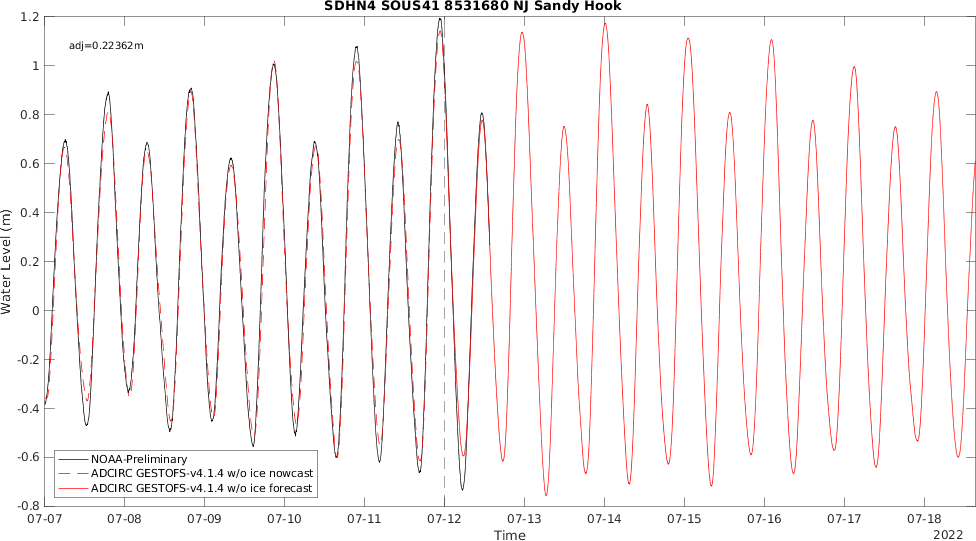 SDHN4 SOUS41 8531680 NJ Sandy Hook
adj=0.22362m
1.2
1
0.8
0.6
0.4
0.2
0
-0.2
-0.4
-0.6
-0.8
Water Level (m)
NOAA-Preliminary
ADCIRC GESTOFS-v4.1.4 w/o ice nowcast
ADCIRC GESTOFS-v4.1.4 w/o ice forecast
07-07 07-08 07-09 07-10 07-11 07-12 07-13 07-14 07-15 07-16 07-17 07-18
Time
2022